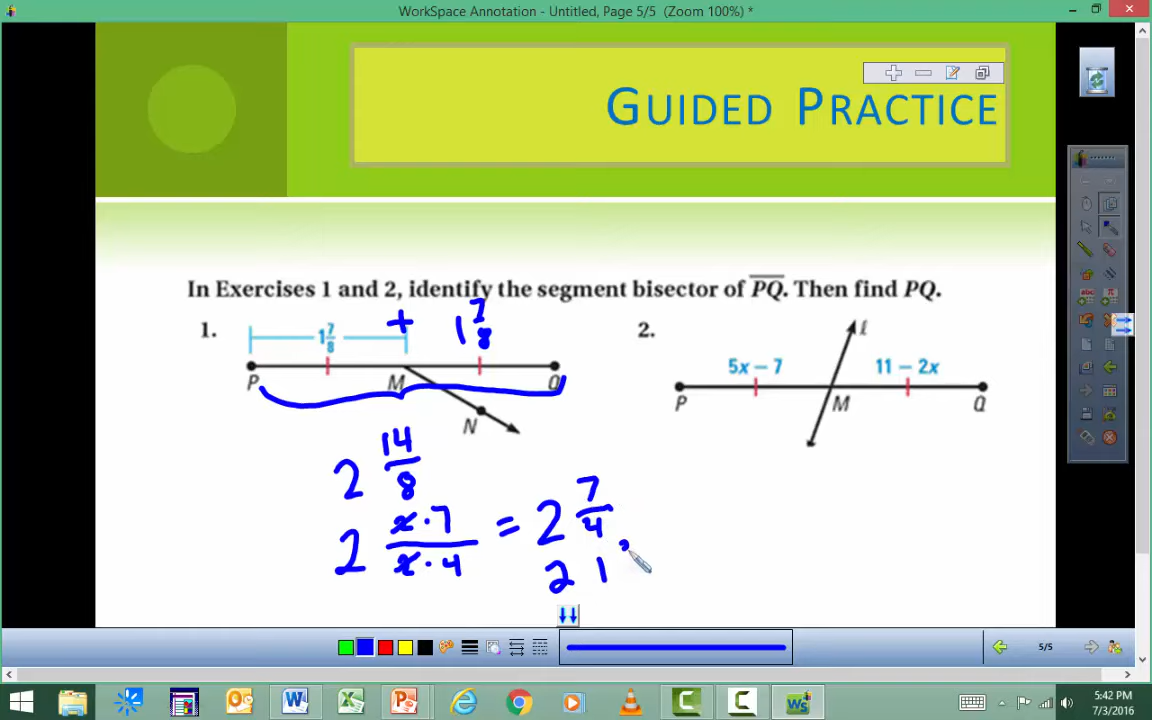 WorkSpace Annotation - Untitled, Page 5/5 (Zoom 100%) *
GUIDED PRACTICE
In Exercises 1 and 2, identify the segment bisector of PQ. Then find PQ.
1. 1 7/8 + 1 7/8
P M Q
N
2. ℓ
5x − 7 11 − 2x
P M Q
2 14/8
2 2·7/2·4 = 2 7/4
2 1
5/5
5:42 PM
7/3/2016